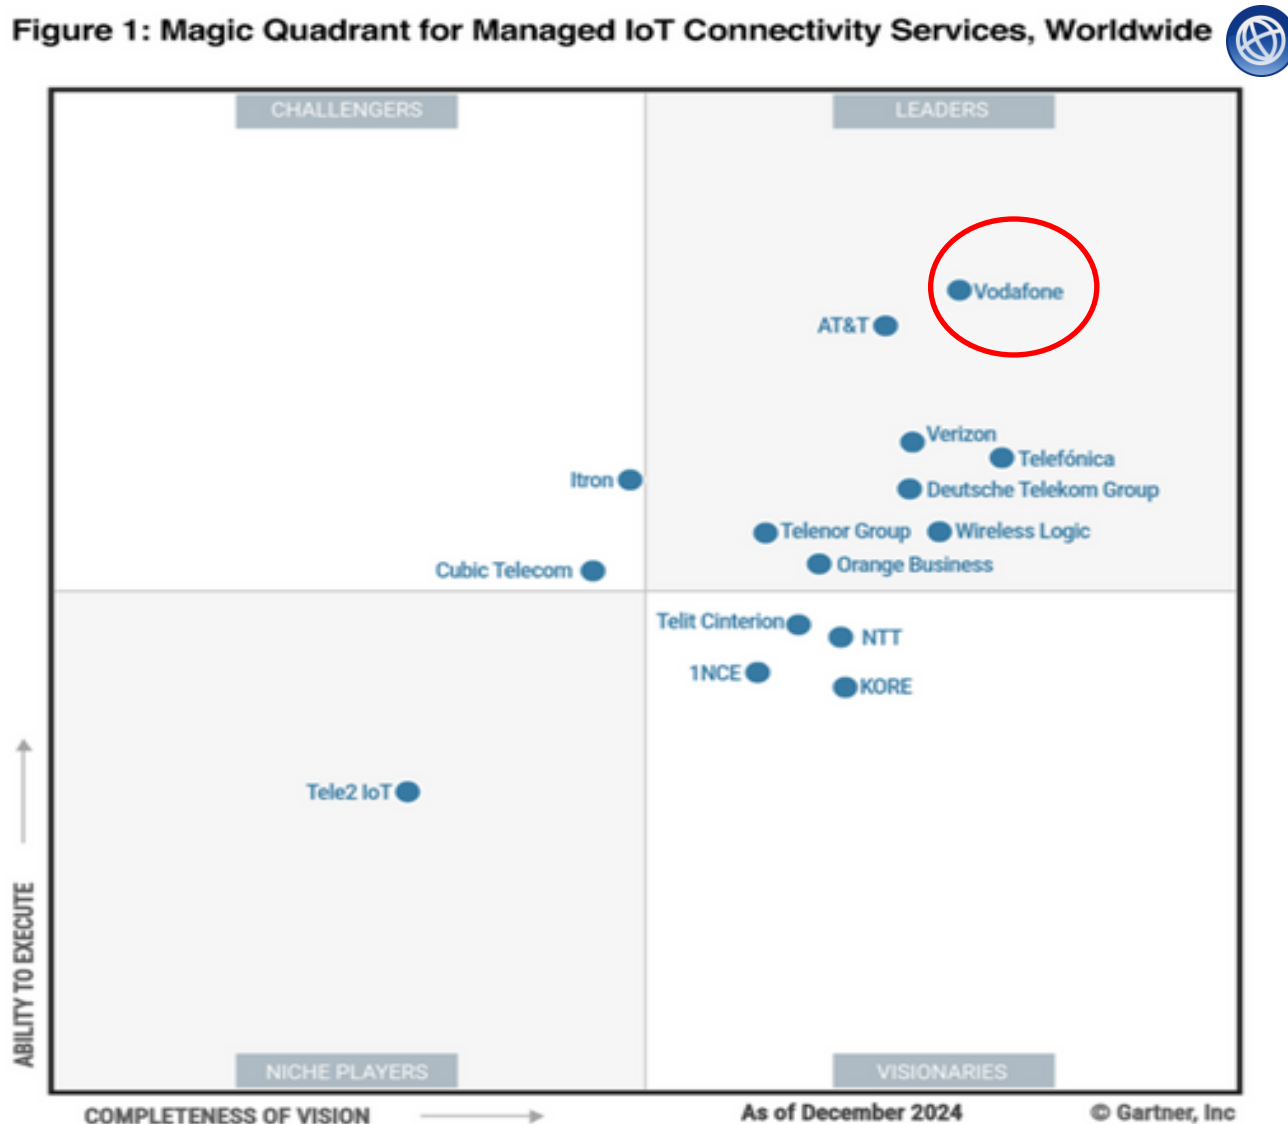 Figure 1: Magic Quadrant for Managed IoT Connectivity Services, Worldwide
CHALLENGERS
LEADERS
Vodafone
AT&T
Verizon
Telefónica
Itron
Deutsche Telekom Group
Telenor Group
Wireless Logic
Orange Business
Cubic Telecom
Telit Cinterion
NTT
1NCE
KORE
Tele2 IoT
ABILITY TO EXECUTE
NICHE PLAYERS
VISIONARIES
COMPLETENESS OF VISION
As of December 2024
© Gartner, Inc